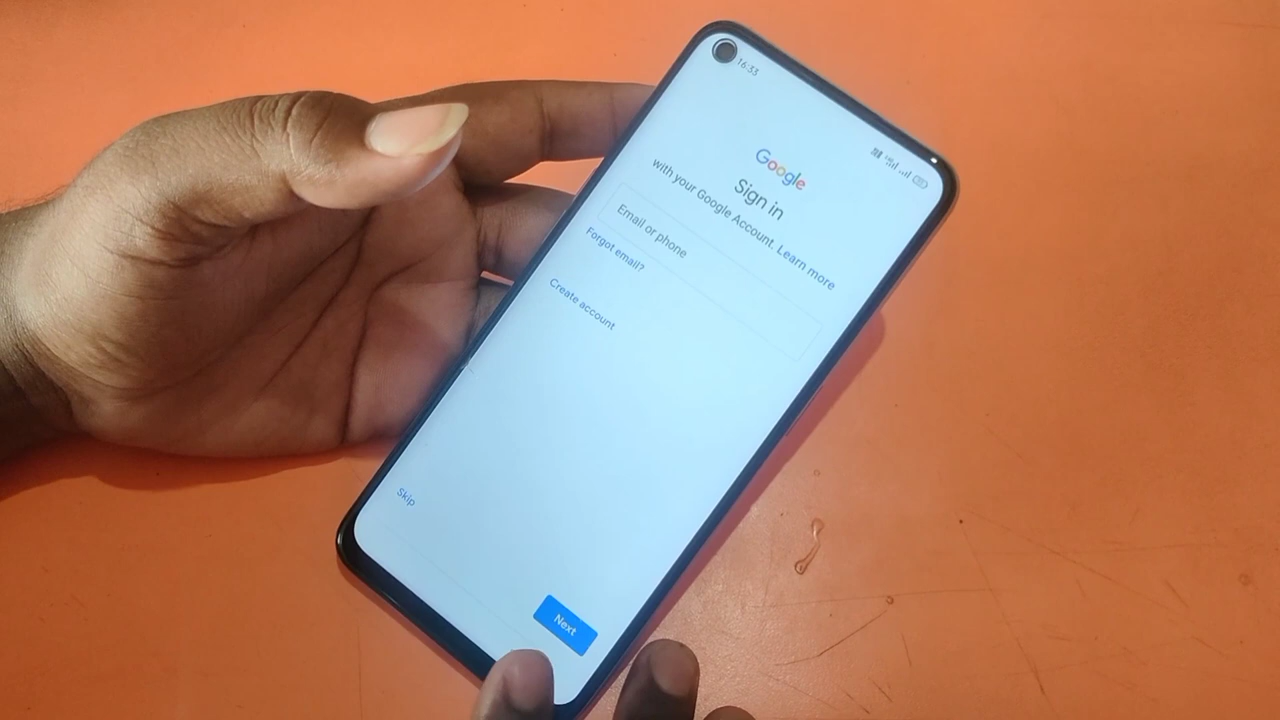 16:33
Google
Sign in
with your Google Account. Learn more
Email or phone
Forgot email?
Create account
Skip
Next